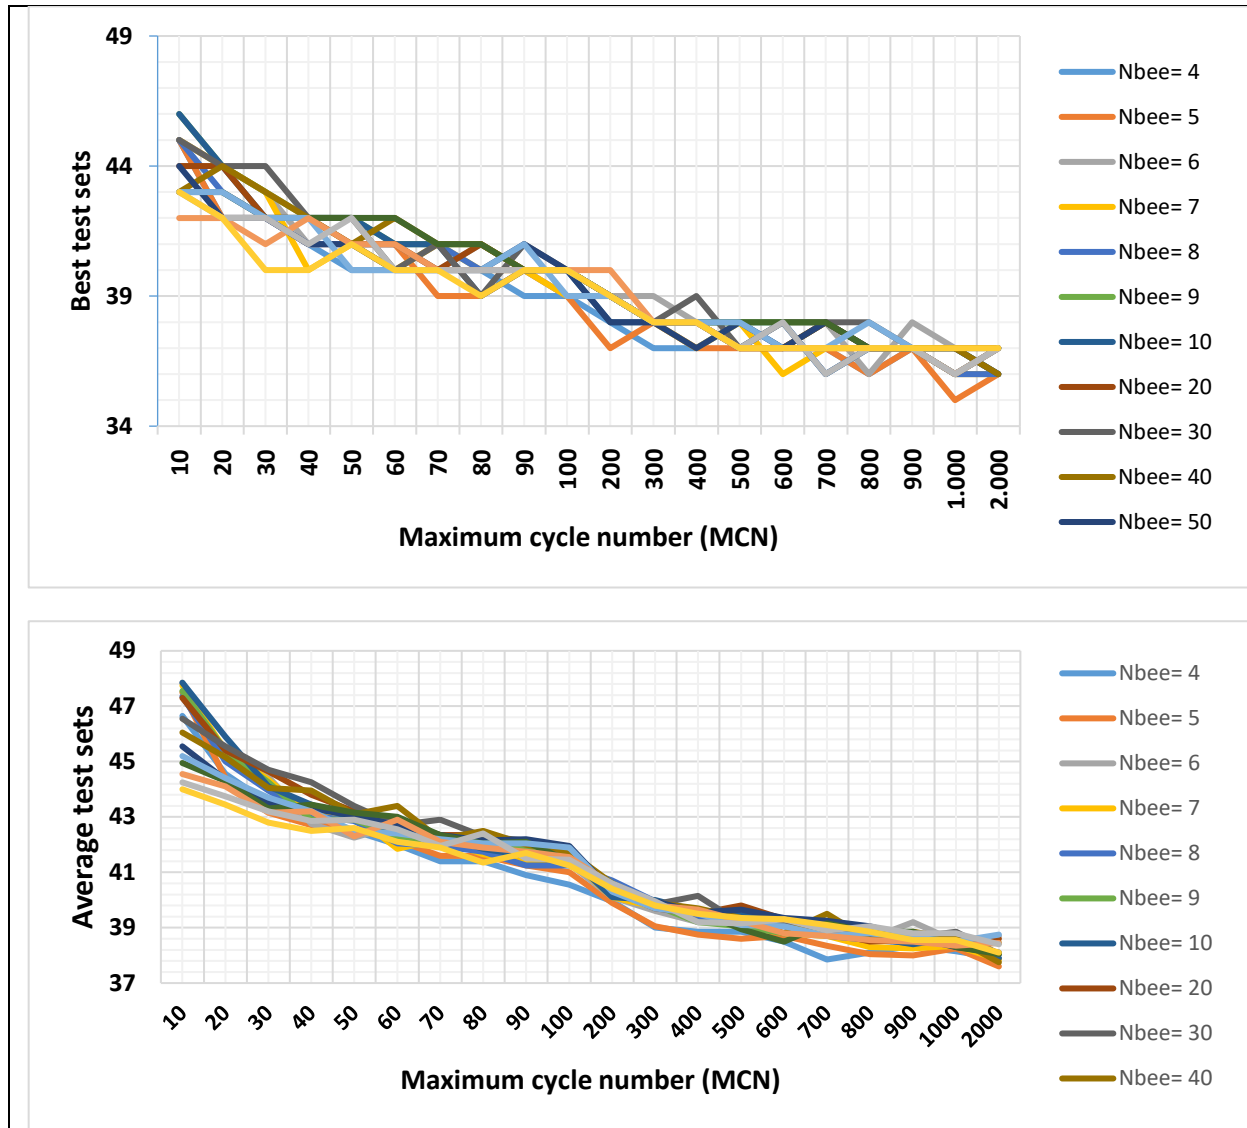 Best test sets
49
44
39
34
10 20 30 40 50 60 70 80 90 100 200 300 400 500 600 700 800 900 1.000 2.000
Maximum cycle number (MCN)
Nbee= 4
Nbee= 5
Nbee= 6
Nbee= 7
Nbee= 8
Nbee= 9
Nbee= 10
Nbee= 20
Nbee= 30
Nbee= 40
Nbee= 50
Average test sets
49
47
45
43
41
39
37
10 20 30 40 50 60 70 80 90 100 200 300 400 500 600 700 800 900 1000 2000
Maximum cycle number (MCN)
Nbee= 4
Nbee= 5
Nbee= 6
Nbee= 7
Nbee= 8
Nbee= 9
Nbee= 10
Nbee= 20
Nbee= 30
Nbee= 40